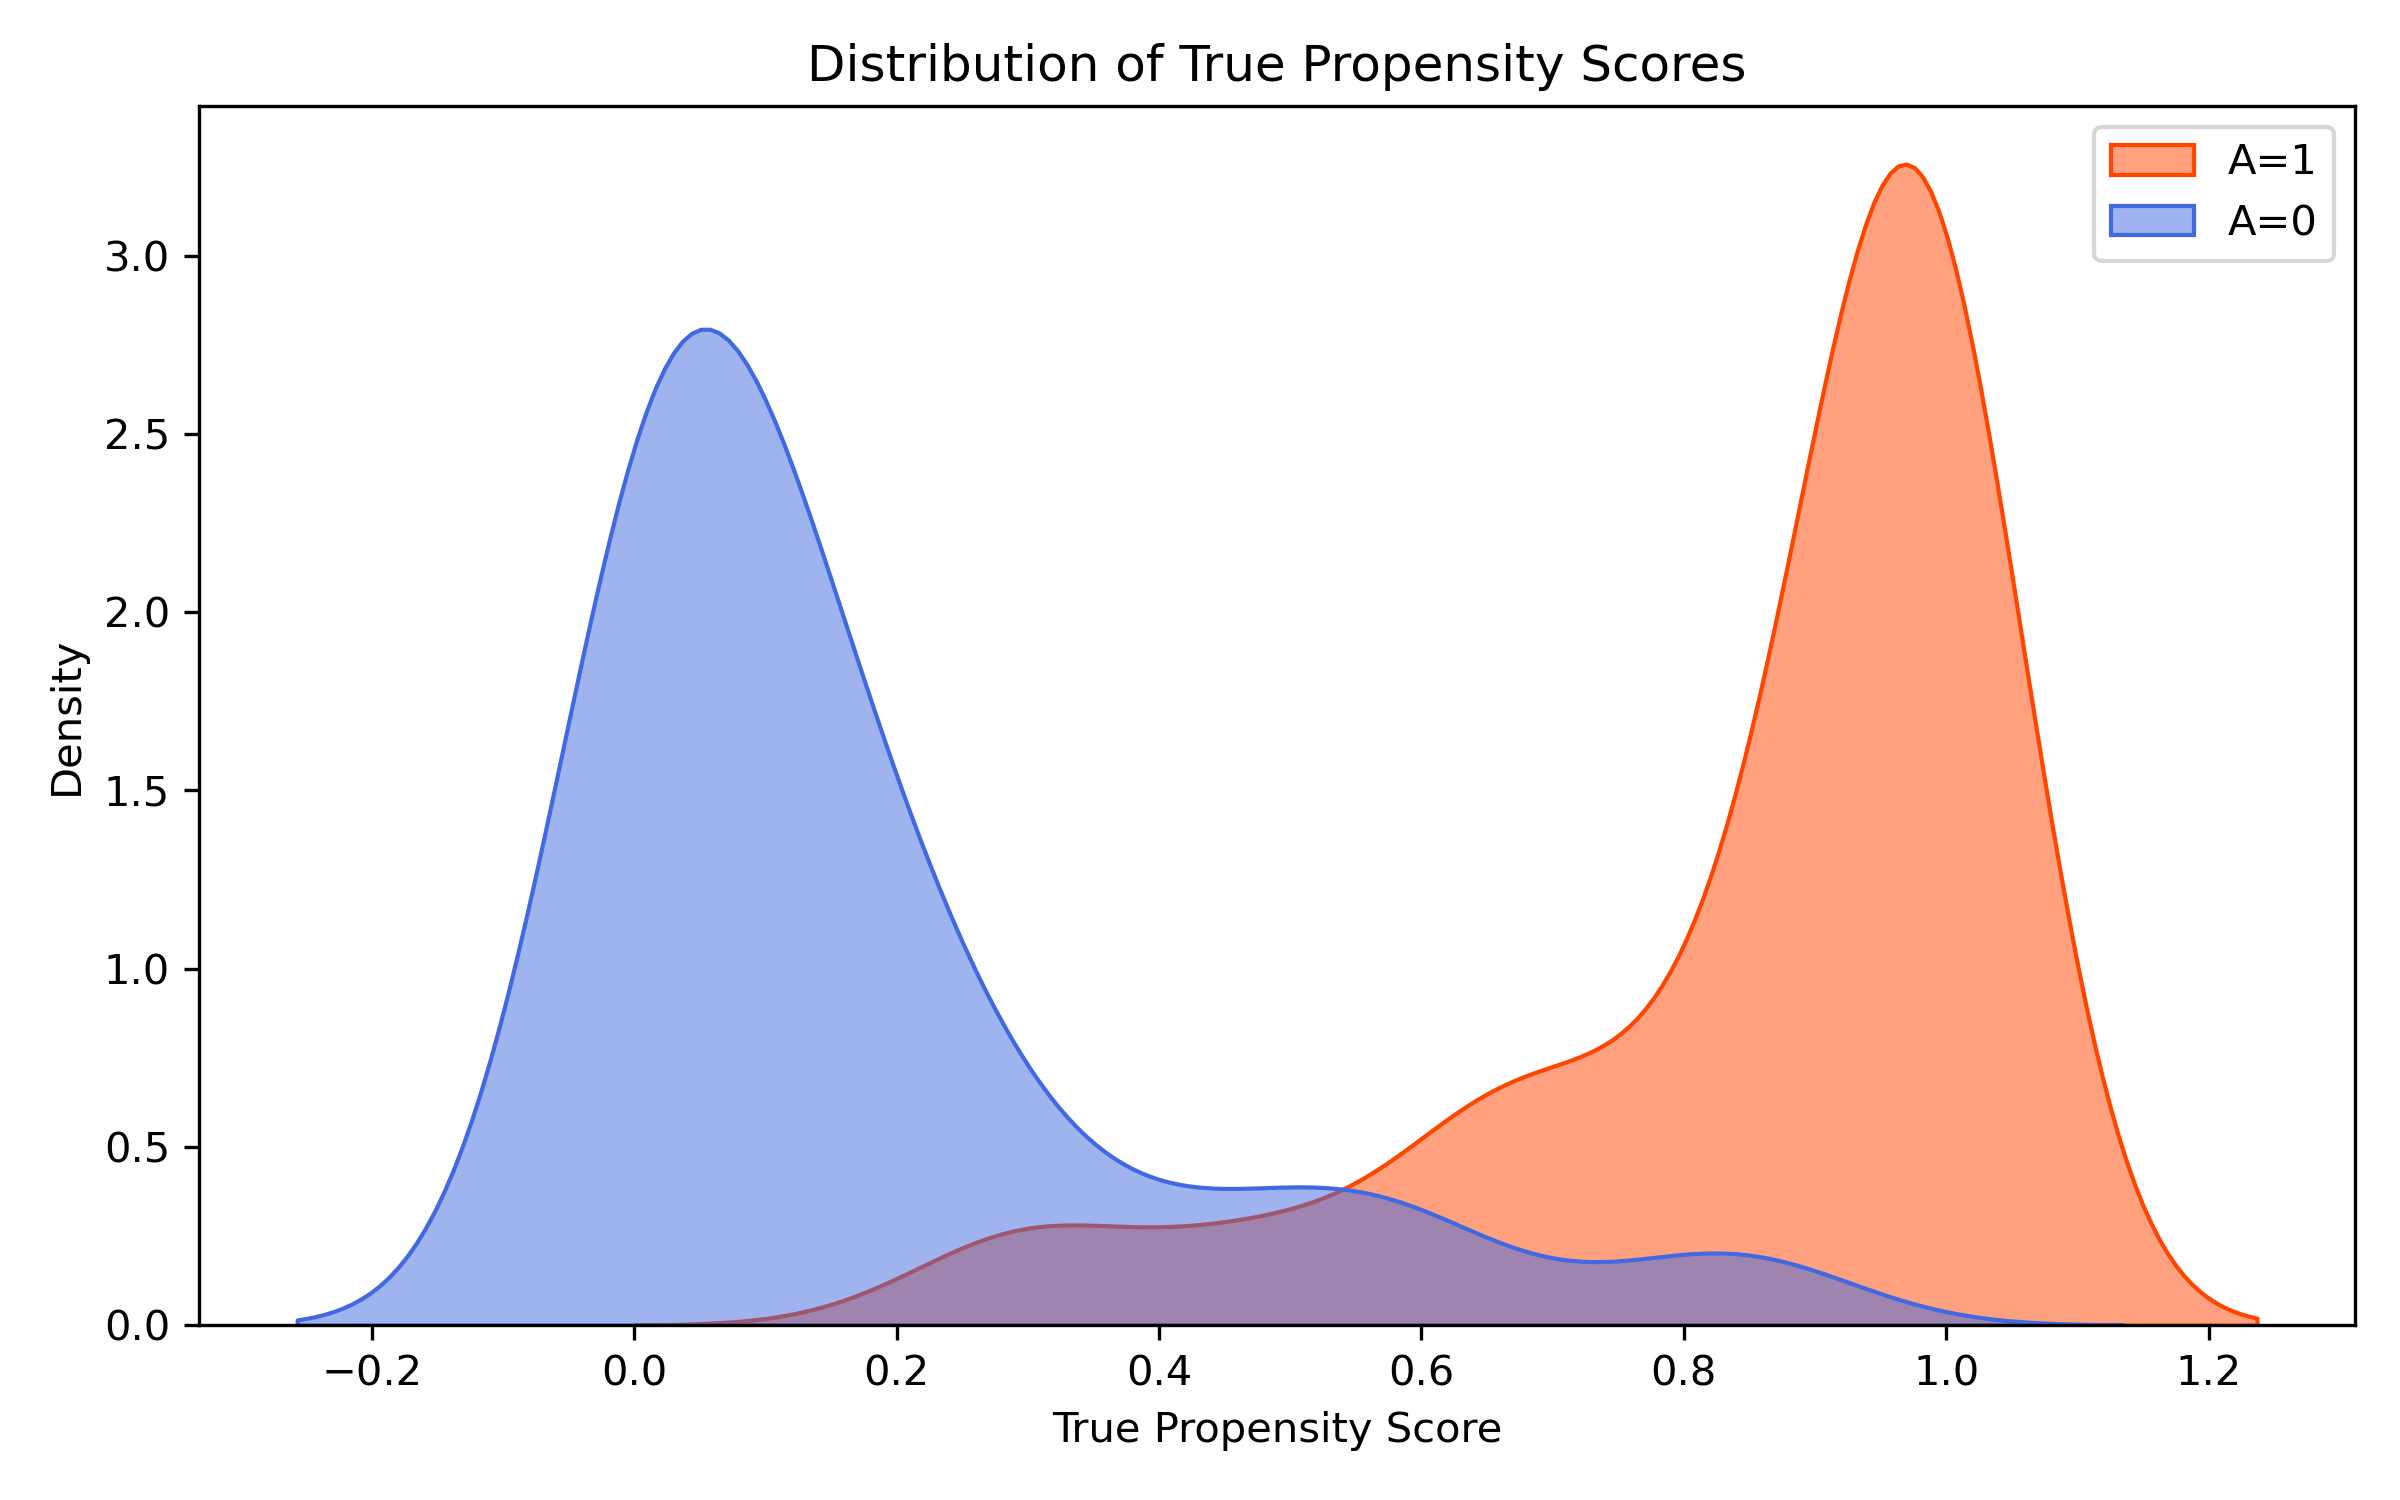 Distribution of True Propensity Scores
A=1
A=0
3.0
2.5
2.0
1.5
1.0
0.5
0.0
Density
−0.2 0.0 0.2 0.4 0.6 0.8 1.0 1.2
True Propensity Score